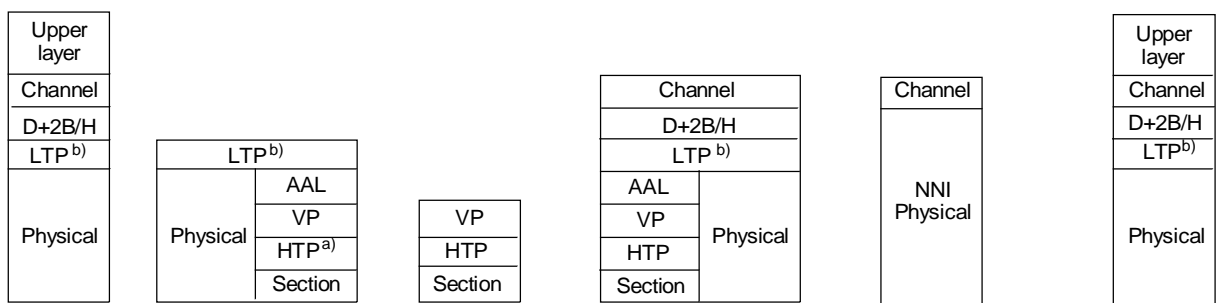 Upper
layer
Channel
D+2B/H
LTP b)
Physical
LTP b)
Physical
AAL
VP
HTP a)
Section
VP
HTP
Section
Channel
D+2B/H
LTP b)
AAL
VP
HTP
Section
Physical
Channel
NNI
Physical
Upper
layer
Channel
D+2B/H
LTP b)
Physical